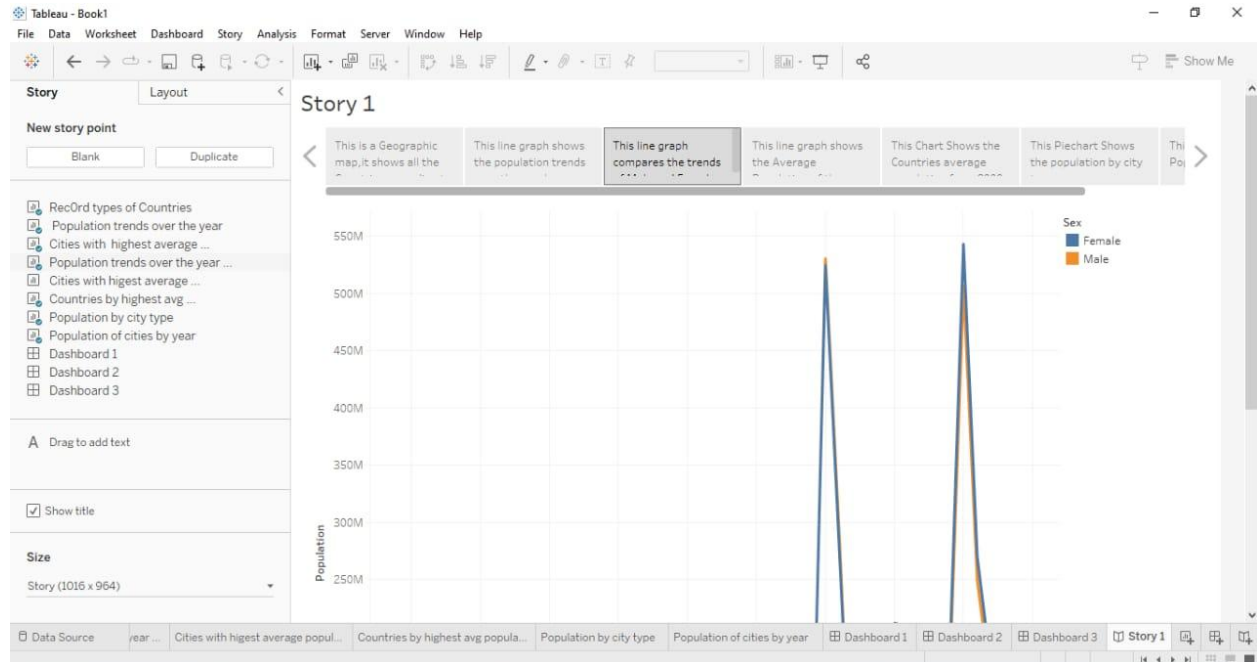 Tableau - Book1
File Data Worksheet Dashboard Story Analysis Format Server Window Help
Show Me
Story Layout
New story point
Blank Duplicate
RecOrd types of Countries
Population trends over the year
Cities with highest average ...
Population trends over the year ...
Cities with higest average ...
Countries by highest avg ...
Population by city type
Population of cities by year
Dashboard 1
Dashboard 2
Dashboard 3
A Drag to add text
Show title
Size
Story (1016 x 964)
Story 1
This is a Geographic
map,it shows all the
This line graph shows
the population trends
This line graph
compares the trends
This line graph shows
the Average
This Chart Shows the
Countries average
This Piechart Shows
the population by city
Thi
550M
500M
450M
400M
350M
300M
250M
Population
Sex
Female
Male
Data Source year ... Cities with higest average popul... Countries by highest avg popula... Population by city type Population of cities by year Dashboard 1 Dashboard 2 Dashboard 3 Story 1